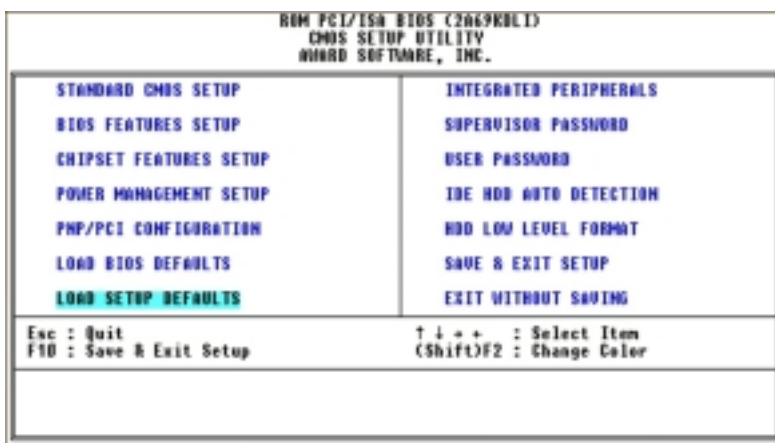 ROM PCI/ISA BIOS (2A69KDLI)
CMOS SETUP UTILITY
AWARD SOFTWARE, INC.
STANDARD CMOS SETUP
BIOS FEATURES SETUP
CHIPSET FEATURES SETUP
POWER MANAGEMENT SETUP
PNP/PCI CONFIGURATION
LOAD BIOS DEFAULTS
LOAD SETUP DEFAULTS
INTEGRATED PERIPHERALS
SUPERVISOR PASSWORD
USER PASSWORD
IDE HDD AUTO DETECTION
HDD LOW LEVEL FORMAT
SAVE & EXIT SETUP
EXIT WITHOUT SAVING
Esc : Quit
F10 : Save & Exit Setup
↑ ↓ → ← : Select Item
(Shift)F2 : Change Color